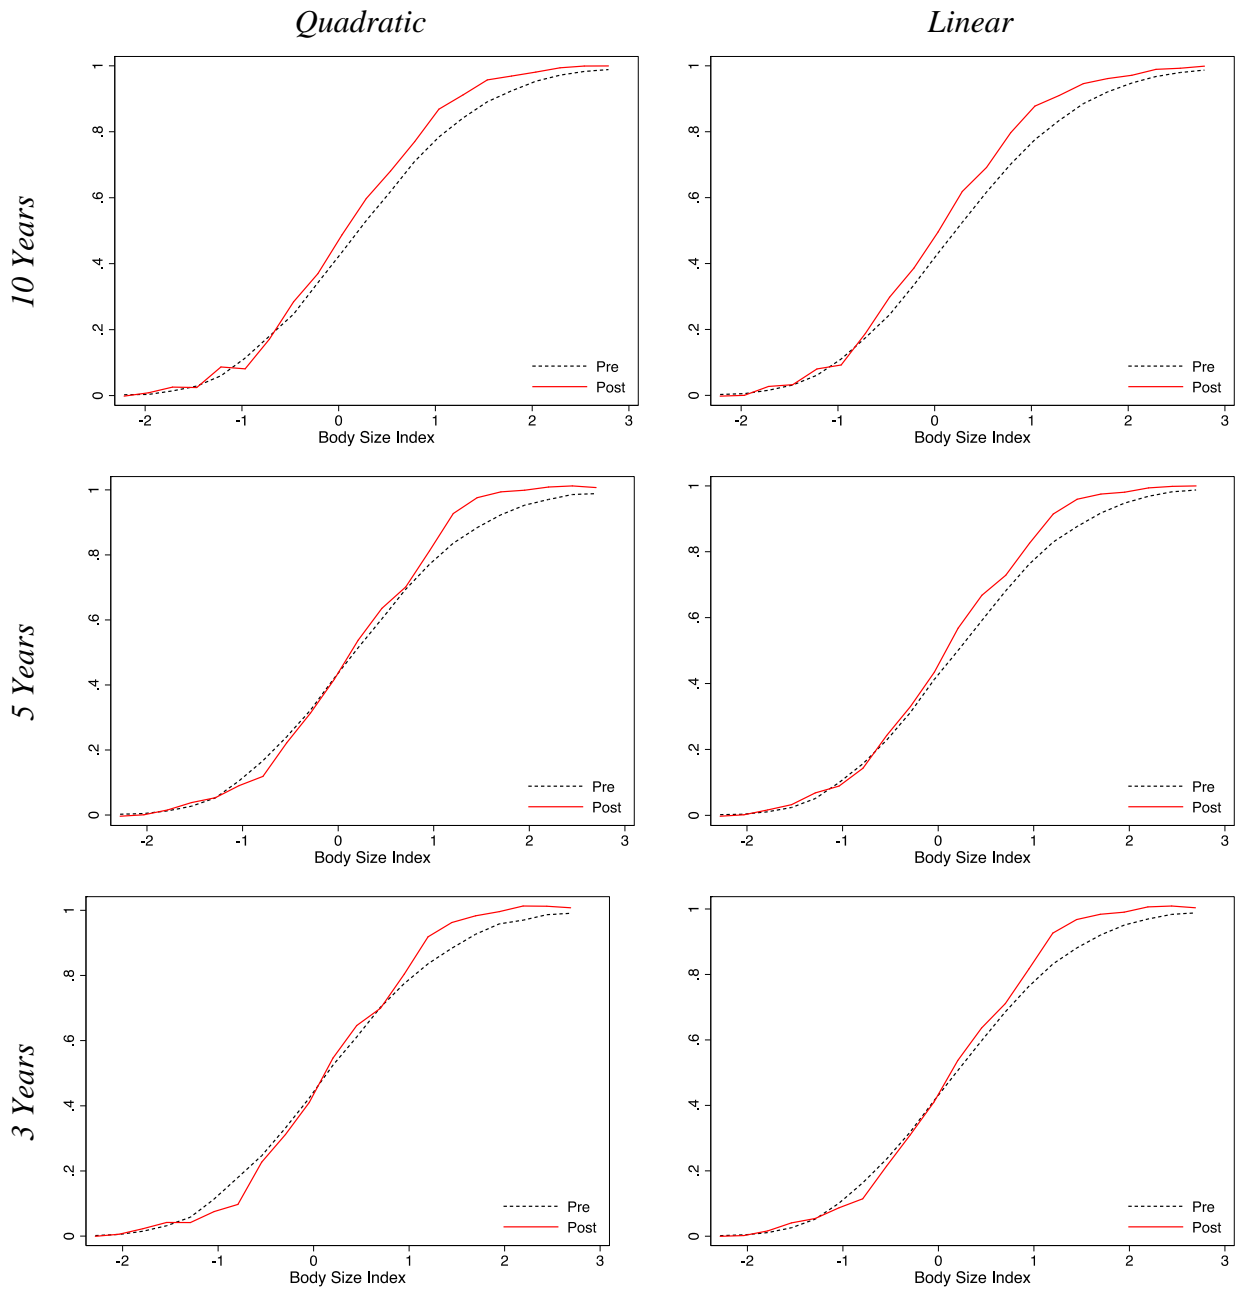 Quadratic
Linear
10 Years
1
.8
.6
.4
.2
0
Pre
Post
-2 -1 0 1 2 3
Body Size Index
1
.8
.6
.4
.2
0
Pre
Post
-2 -1 0 1 2 3
Body Size Index
5 Years
1
.8
.6
.4
.2
0
Pre
Post
-2 -1 0 1 2 3
Body Size Index
1
.8
.6
.4
.2
0
Pre
Post
-2 -1 0 1 2 3
Body Size Index
3 Years
1
.8
.6
.4
.2
0
Pre
Post
-2 -1 0 1 2 3
Body Size Index
1
.8
.6
.4
.2
0
Pre
Post
-2 -1 0 1 2 3
Body Size Index